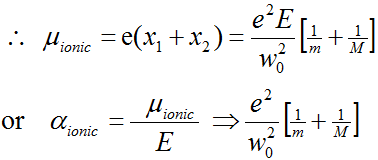 ∴ μ_ionic = e(x₁ + x₂) = e²E/w₀² [1/m + 1/M]
or α_ionic = μ_ionic/E ⇒ e²/w₀² [1/m + 1/M]